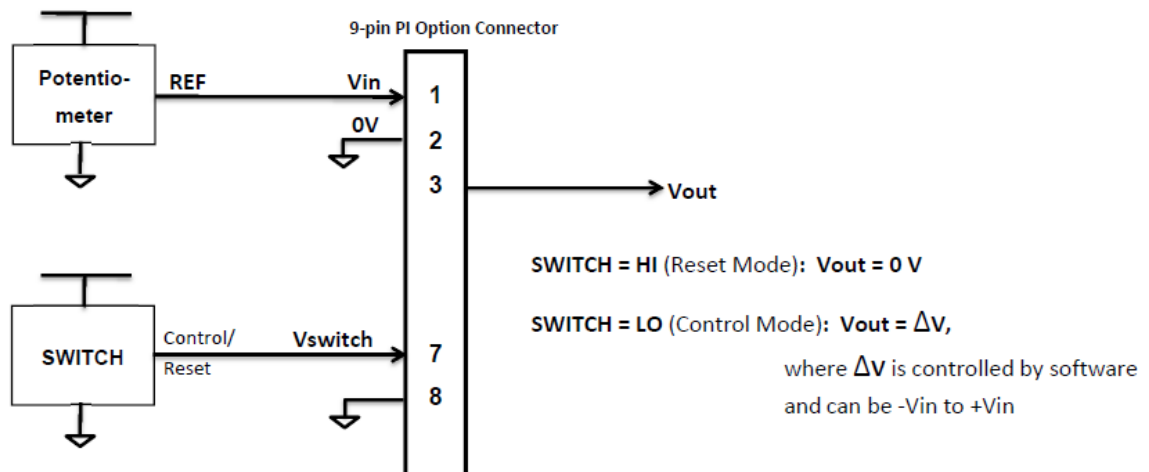 9-pin PI Option Connector
Potentio-
meter
REF
Vin
1
0V
2
3
Vout
SWITCH = HI (Reset Mode): Vout = 0 V
SWITCH = LO (Control Mode): Vout = ΔV,
where ΔV is controlled by software
and can be -Vin to +Vin
SWITCH
Control/
Reset
Vswitch
7
8